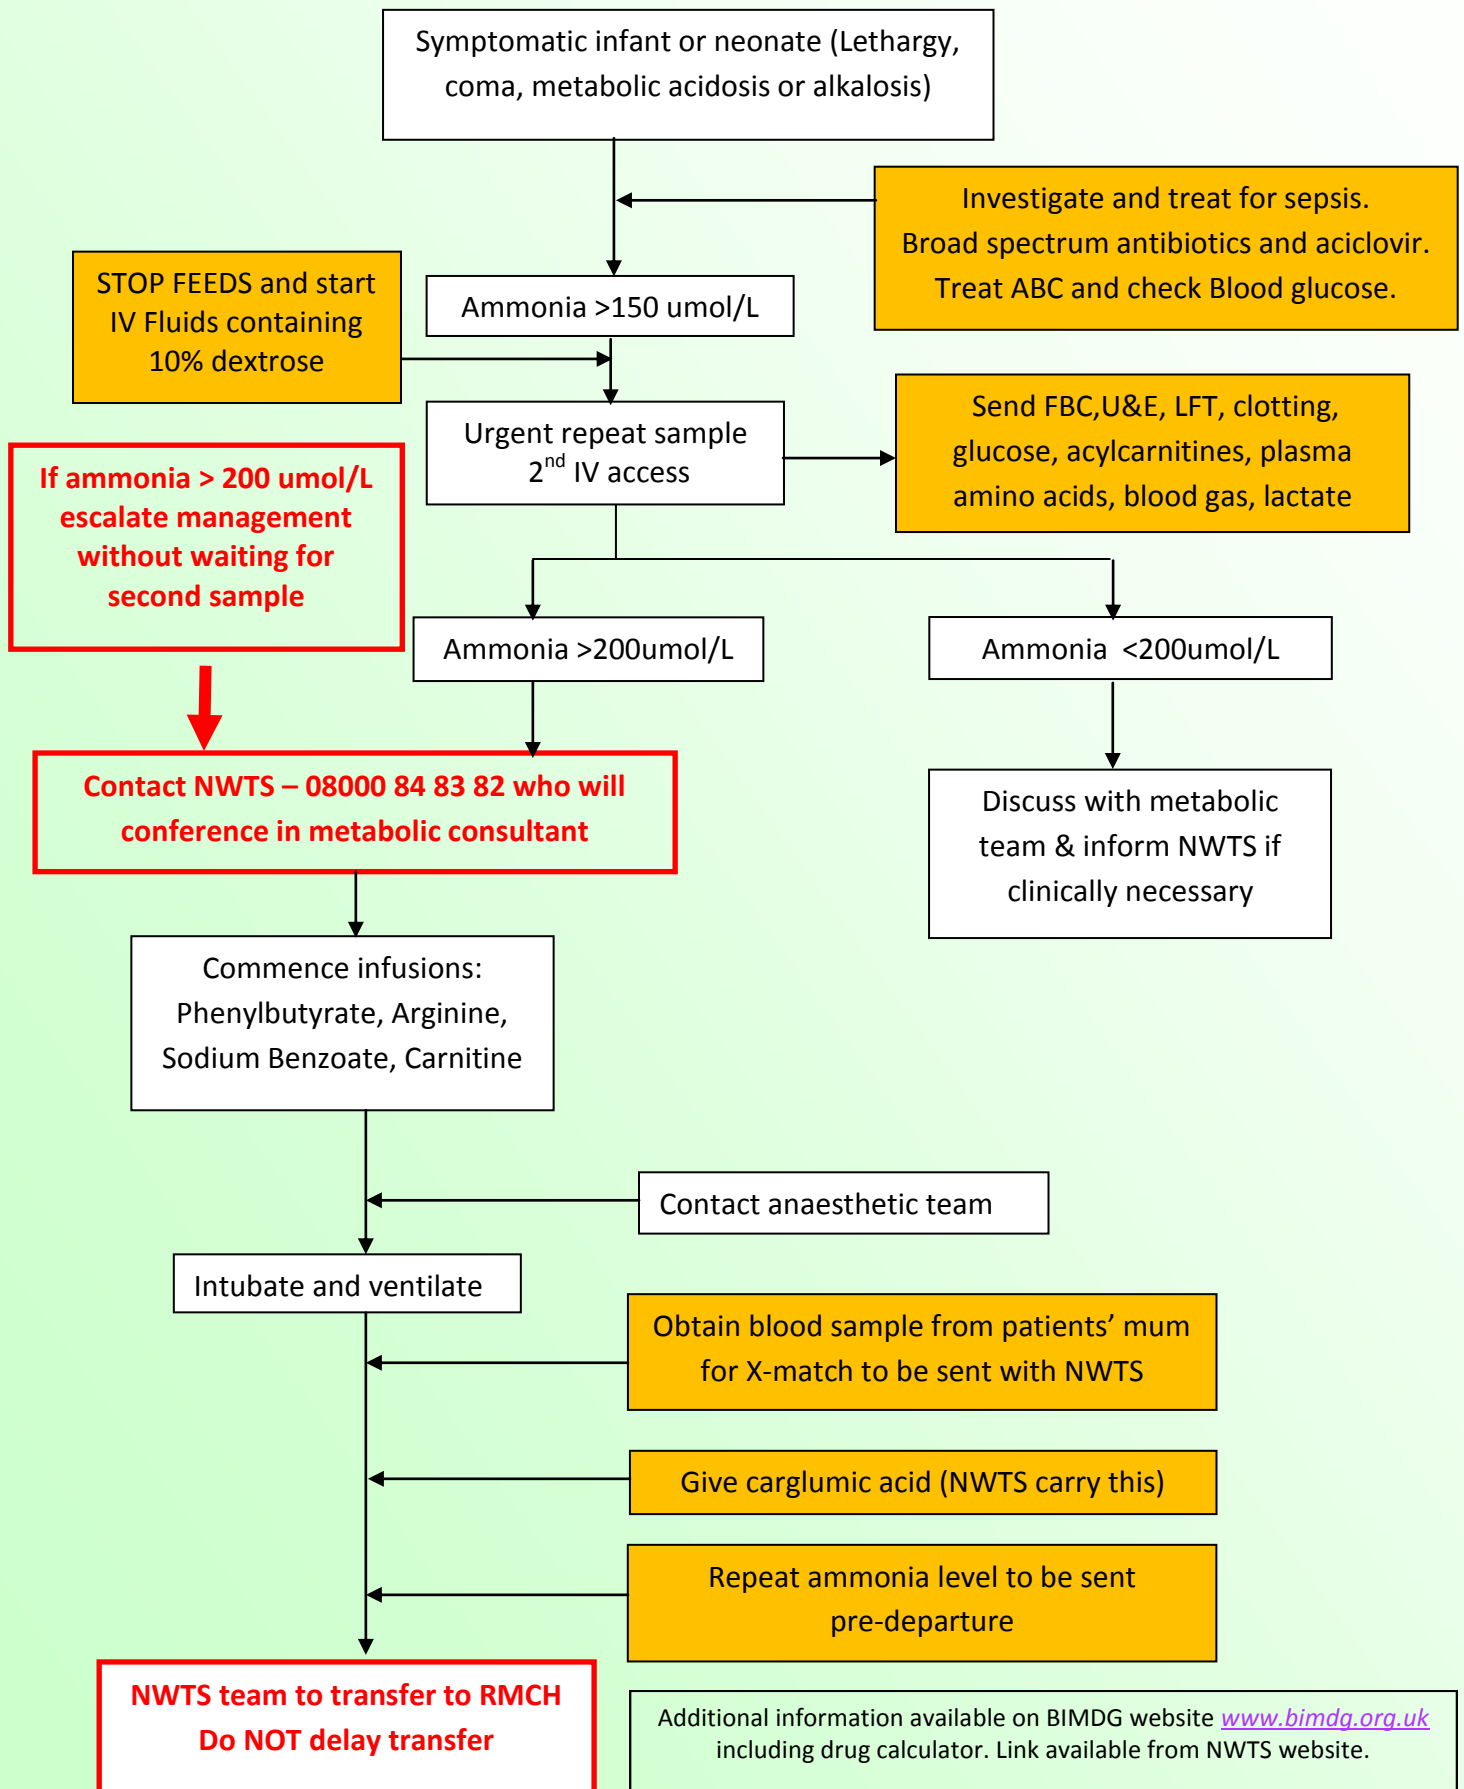 Symptomatic infant or neonate (Lethargy,
coma, metabolic acidosis or alkalosis)
Investigate and treat for sepsis.
Broad spectrum antibiotics and aciclovir.
Treat ABC and check Blood glucose.
STOP FEEDS and start
IV Fluids containing
10% dextrose
Ammonia >150 umol/L
Urgent repeat sample
2nd IV access
Send FBC,U&E, LFT, clotting,
glucose, acylcarnitines, plasma
amino acids, blood gas, lactate
If ammonia > 200 umol/L
escalate management
without waiting for
second sample
Ammonia >200umol/L
Ammonia <200umol/L
Contact NWTS – 08000 84 83 82 who will
conference in metabolic consultant
Discuss with metabolic
team & inform NWTS if
clinically necessary
Commence infusions:
Phenylbutyrate, Arginine,
Sodium Benzoate, Carnitine
Contact anaesthetic team
Intubate and ventilate
Obtain blood sample from patients’ mum
for X-match to be sent with NWTS
Give carglumic acid (NWTS carry this)
Repeat ammonia level to be sent
pre-departure
NWTS team to transfer to RMCH
Do NOT delay transfer
Additional information available on BIMDG website www.bimdg.org.uk
including drug calculator. Link available from NWTS website.